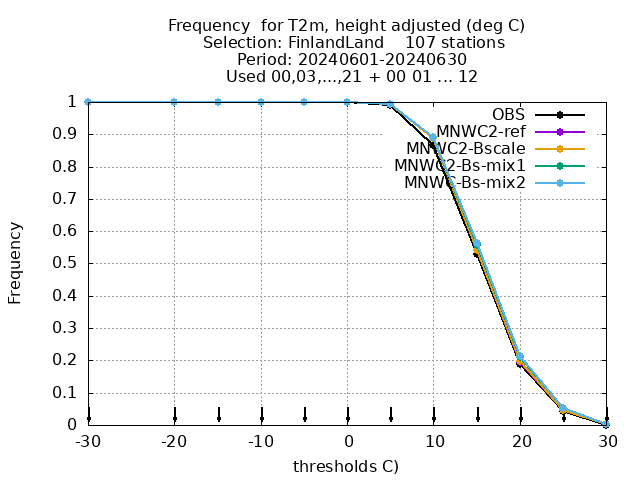 Frequency  for T2m, height adjusted (deg C)
Selection: FinlandLand    107 stations
Period: 20240601-20240630
Used 00,03,...,21 + 00 01 ... 12
OBS
MNWC2-ref
MNWC2-Bscale
MNWC2-Bs-mix1
MNWC-Bs-mix2
1
0.9
0.8
0.7
0.6
0.5
0.4
0.3
0.2
0.1
0
Frequency
-30 -20 -10 0 10 20 30
thresholds C)